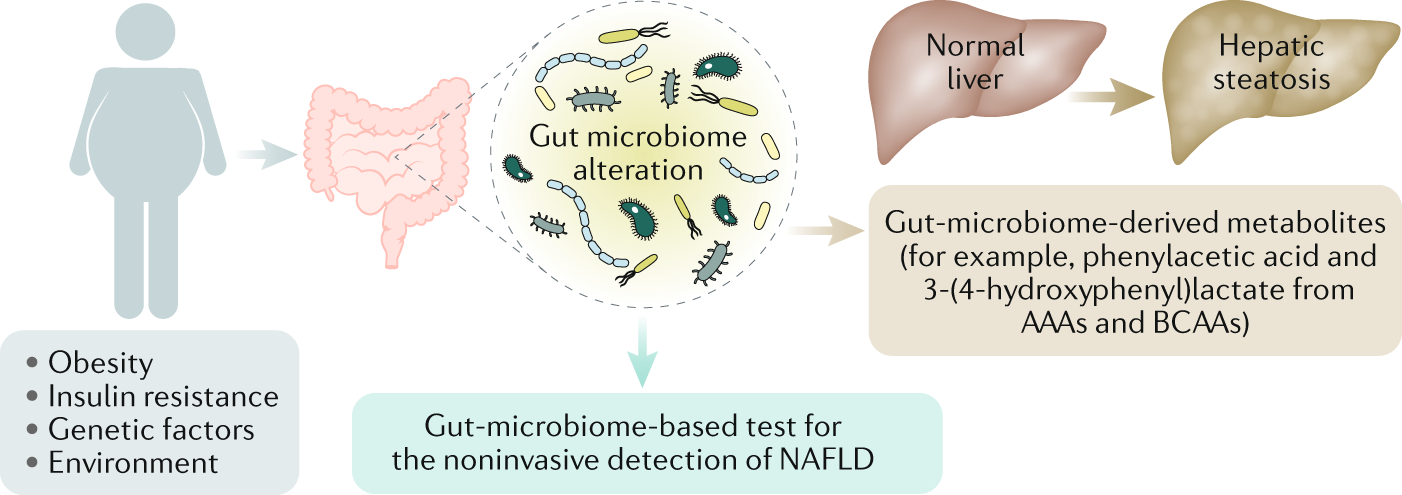 Gut microbiome
alteration
Normal
liver
Hepatic
steatosis
Gut-microbiome-derived metabolites
(for example, phenylacetic acid and
3-(4-hydroxyphenyl)lactate from
AAAs and BCAAs)
• Obesity
• Insulin resistance
• Genetic factors
• Environment
Gut-microbiome-based test for
the noninvasive detection of NAFLD